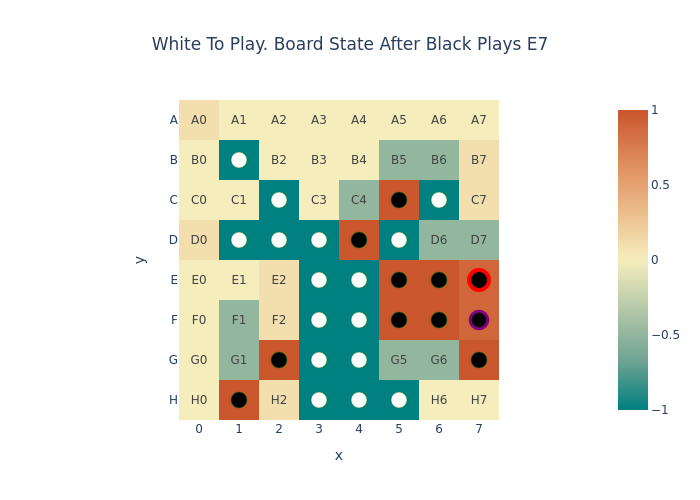 White To Play. Board State After Black Plays E7
A A0 A1 A2 A3 A4 A5 A6 A7
B B0 B2 B3 B4 B5 B6 B7
C C0 C1 C3 C4 C7
D D0 D6 D7
E E0 E1 E2
F F0 F1 F2
G G0 G1 G5 G6
H H0 H2 H6 H7
0 1 2 3 4 5 6 7
x
y
1
0.5
0
−0.5
−1